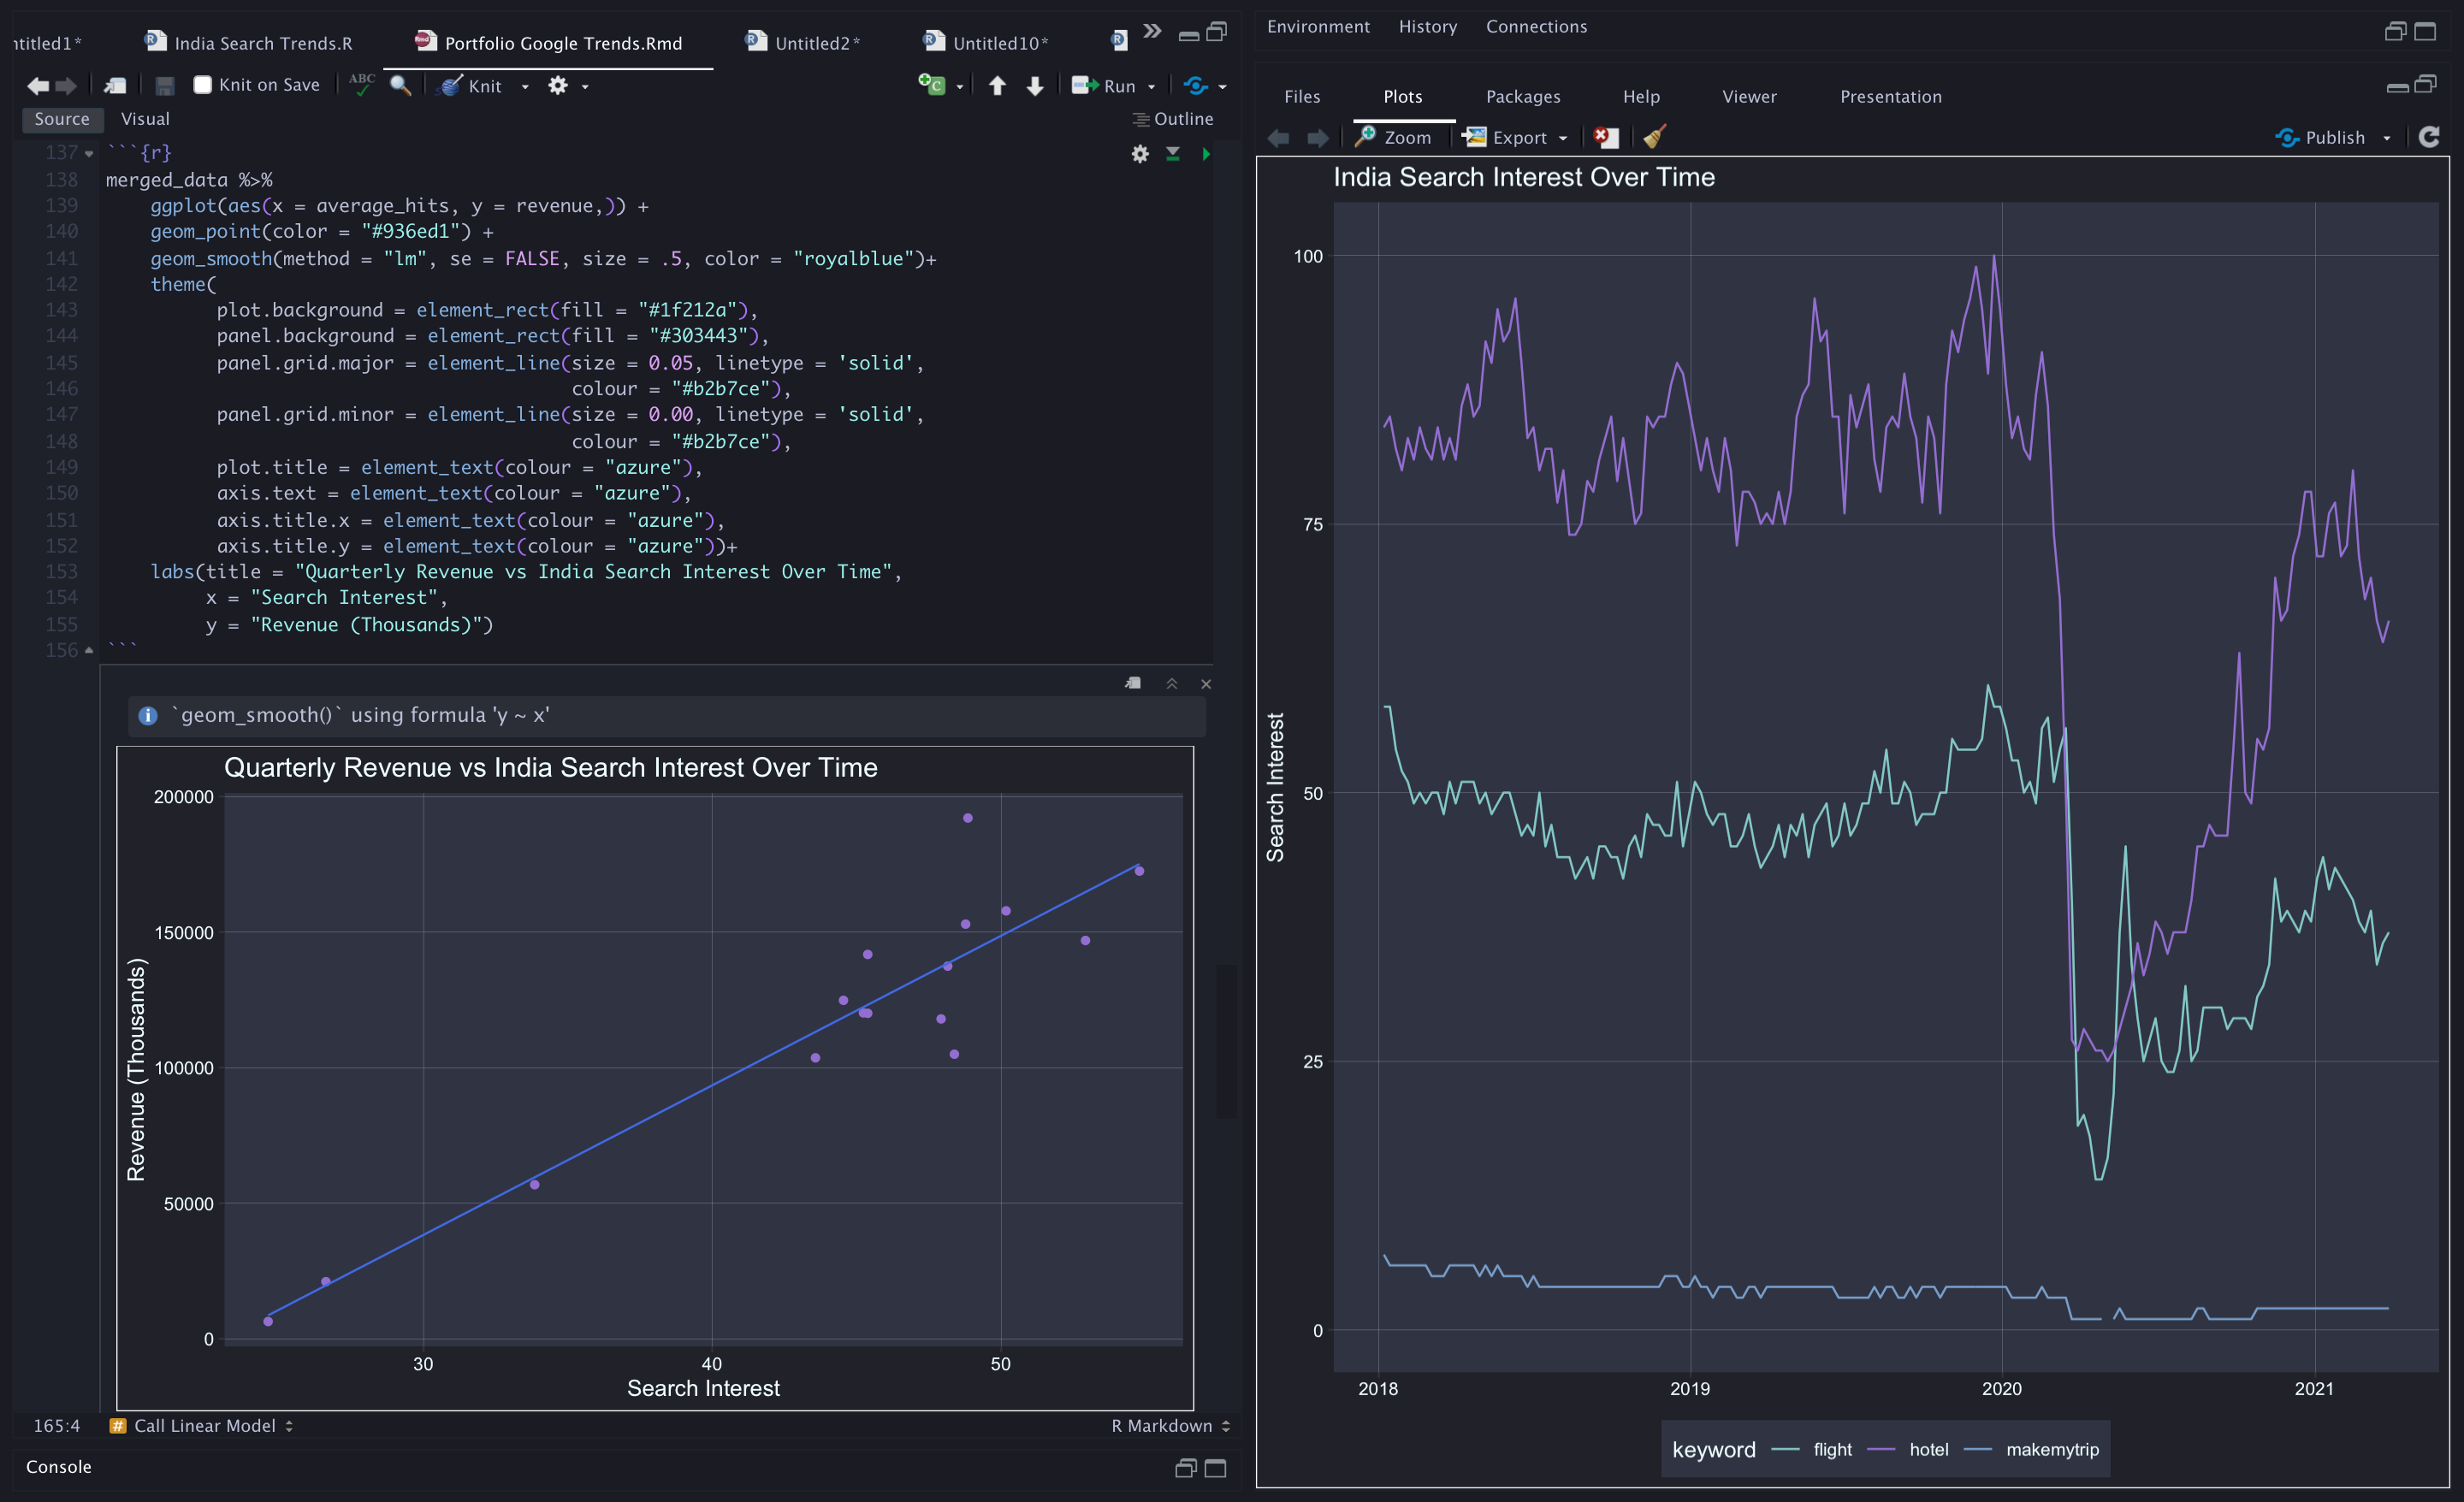 ntitled1*
India Search Trends.R
Portfolio Google Trends.Rmd
Untitled2*
Untitled10*
Knit on Save
ABC
Knit
Run
Source
Visual
Outline
137 ```{r}
138 merged_data %>%
139 ggplot(aes(x = average_hits, y = revenue,)) +
140 geom_point(color = "#936ed1") +
141 geom_smooth(method = "lm", se = FALSE, size = .5, color = "royalblue")+
142 theme(
143 plot.background = element_rect(fill = "#1f212a"),
144 panel.background = element_rect(fill = "#303443"),
145 panel.grid.major = element_line(size = 0.05, linetype = 'solid',
146 colour = "#b2b7ce"),
147 panel.grid.minor = element_line(size = 0.00, linetype = 'solid',
148 colour = "#b2b7ce"),
149 plot.title = element_text(colour = "azure"),
150 axis.text = element_text(colour = "azure"),
151 axis.title.x = element_text(colour = "azure"),
152 axis.title.y = element_text(colour = "azure"))+
153 labs(title = "Quarterly Revenue vs India Search Interest Over Time",
154 x = "Search Interest",
155 y = "Revenue (Thousands)")
156 ```
`geom_smooth()` using formula 'y ~ x'
Quarterly Revenue vs India Search Interest Over Time
200000
150000
100000
50000
0
Revenue (Thousands)
30
40
50
Search Interest
165:4
# Call Linear Model
R Markdown
Console
Environment
History
Connections
Files
Plots
Packages
Help
Viewer
Presentation
Zoom
Export
Publish
India Search Interest Over Time
100
75
50
25
0
Search Interest
2018
2019
2020
2021
keyword
flight
hotel
makemytrip